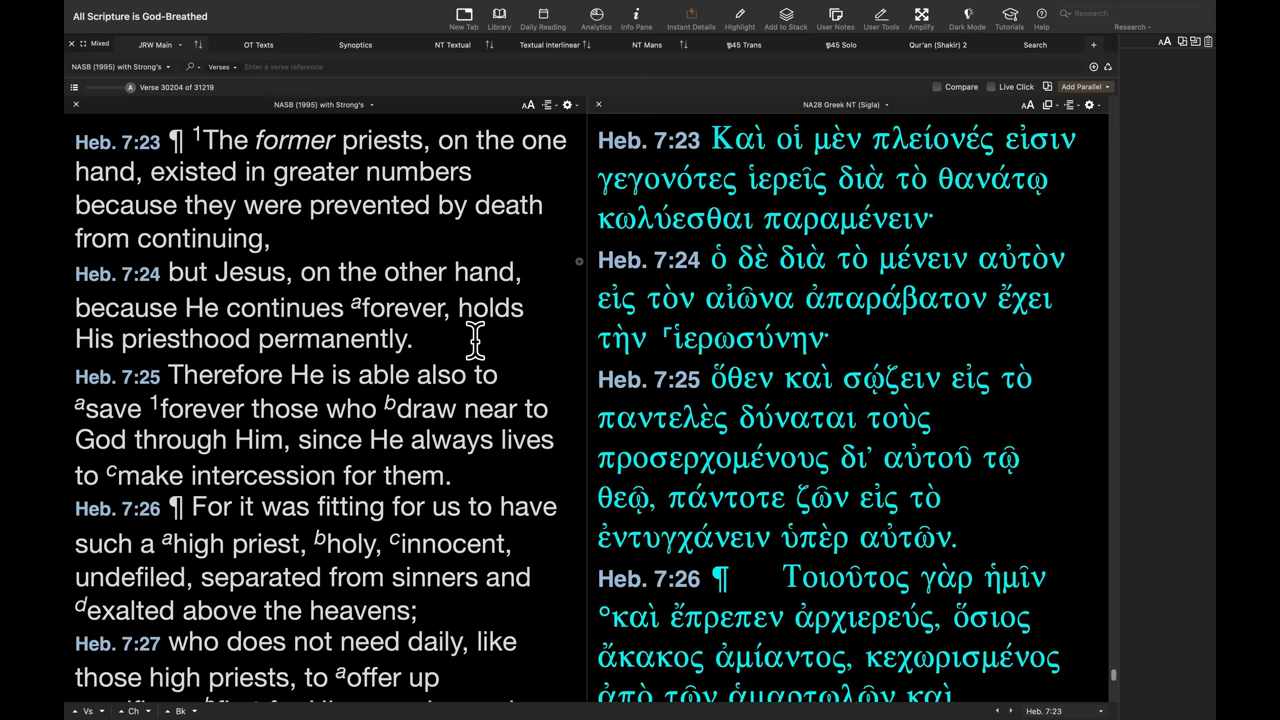 All Scripture is God-Breathed
New Tab Library Daily Reading Analytics Info Pane Instant Details Highlight Add to Stack User Notes User Tools Amplify Dark Mode Tutorials Help Research
Research
Mixed JRW Main OT Texts Synoptics NT Textual Textual Interlinear NT Mans 𝔓45 Trans 𝔓45 Solo Qur'an (Shakir) 2 Search
NASB (1995) with Strong's Verses Enter a verse reference
Verse 30204 of 31219 Compare Live Click Add Parallel
NASB (1995) with Strong's
Heb. 7:23 ¶ 1The former priests, on the one
hand, existed in greater numbers
because they were prevented by death
from continuing,
Heb. 7:24 but Jesus, on the other hand,
because He continues aforever, holds
His priesthood permanently.
Heb. 7:25 Therefore He is able also to
asave 1forever those who bdraw near to
God through Him, since He always lives
to cmake intercession for them.
Heb. 7:26 ¶ For it was fitting for us to have
such a ahigh priest, bholy, cinnocent,
undefiled, separated from sinners and
dexalted above the heavens;
Heb. 7:27 who does not need daily, like
those high priests, to aoffer up
NA28 Greek NT (Sigla)
Heb. 7:23 Καὶ οἱ μὲν πλείονές εἰσιν
γεγονότες ἱερεῖς διὰ τὸ θανάτῳ
κωλύεσθαι παραμένειν·
Heb. 7:24 ὁ δὲ διὰ τὸ μένειν αὐτὸν
εἰς τὸν αἰῶνα ἀπαράβατον ἔχει
τὴν ⸀ἱερωσύνην·
Heb. 7:25 ὅθεν καὶ σῴζειν εἰς τὸ
παντελὲς δύναται τοὺς
προσερχομένους δι’ αὐτοῦ τῷ
θεῷ, πάντοτε ζῶν εἰς τὸ
ἐντυγχάνειν ὑπὲρ αὐτῶν.
Heb. 7:26 ¶ Τοιοῦτος γὰρ ἡμῖν
°καὶ ἔπρεπεν ἀρχιερεύς, ὅσιος
ἄκακος ἀμίαντος, κεχωρισμένος
ἀπὸ τῶν ἁμαρτωλῶν καὶ
Vs Ch Bk Heb. 7:23